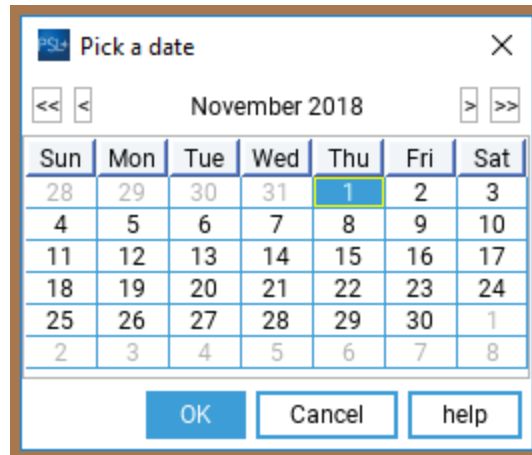 PSL+ Pick a date
<< < November 2018 > >>
Sun Mon Tue Wed Thu Fri Sat
28 29 30 31 1 2 3
4 5 6 7 8 9 10
11 12 13 14 15 16 17
18 19 20 21 22 23 24
25 26 27 28 29 30 1
2 3 4 5 6 7 8
OK Cancel help